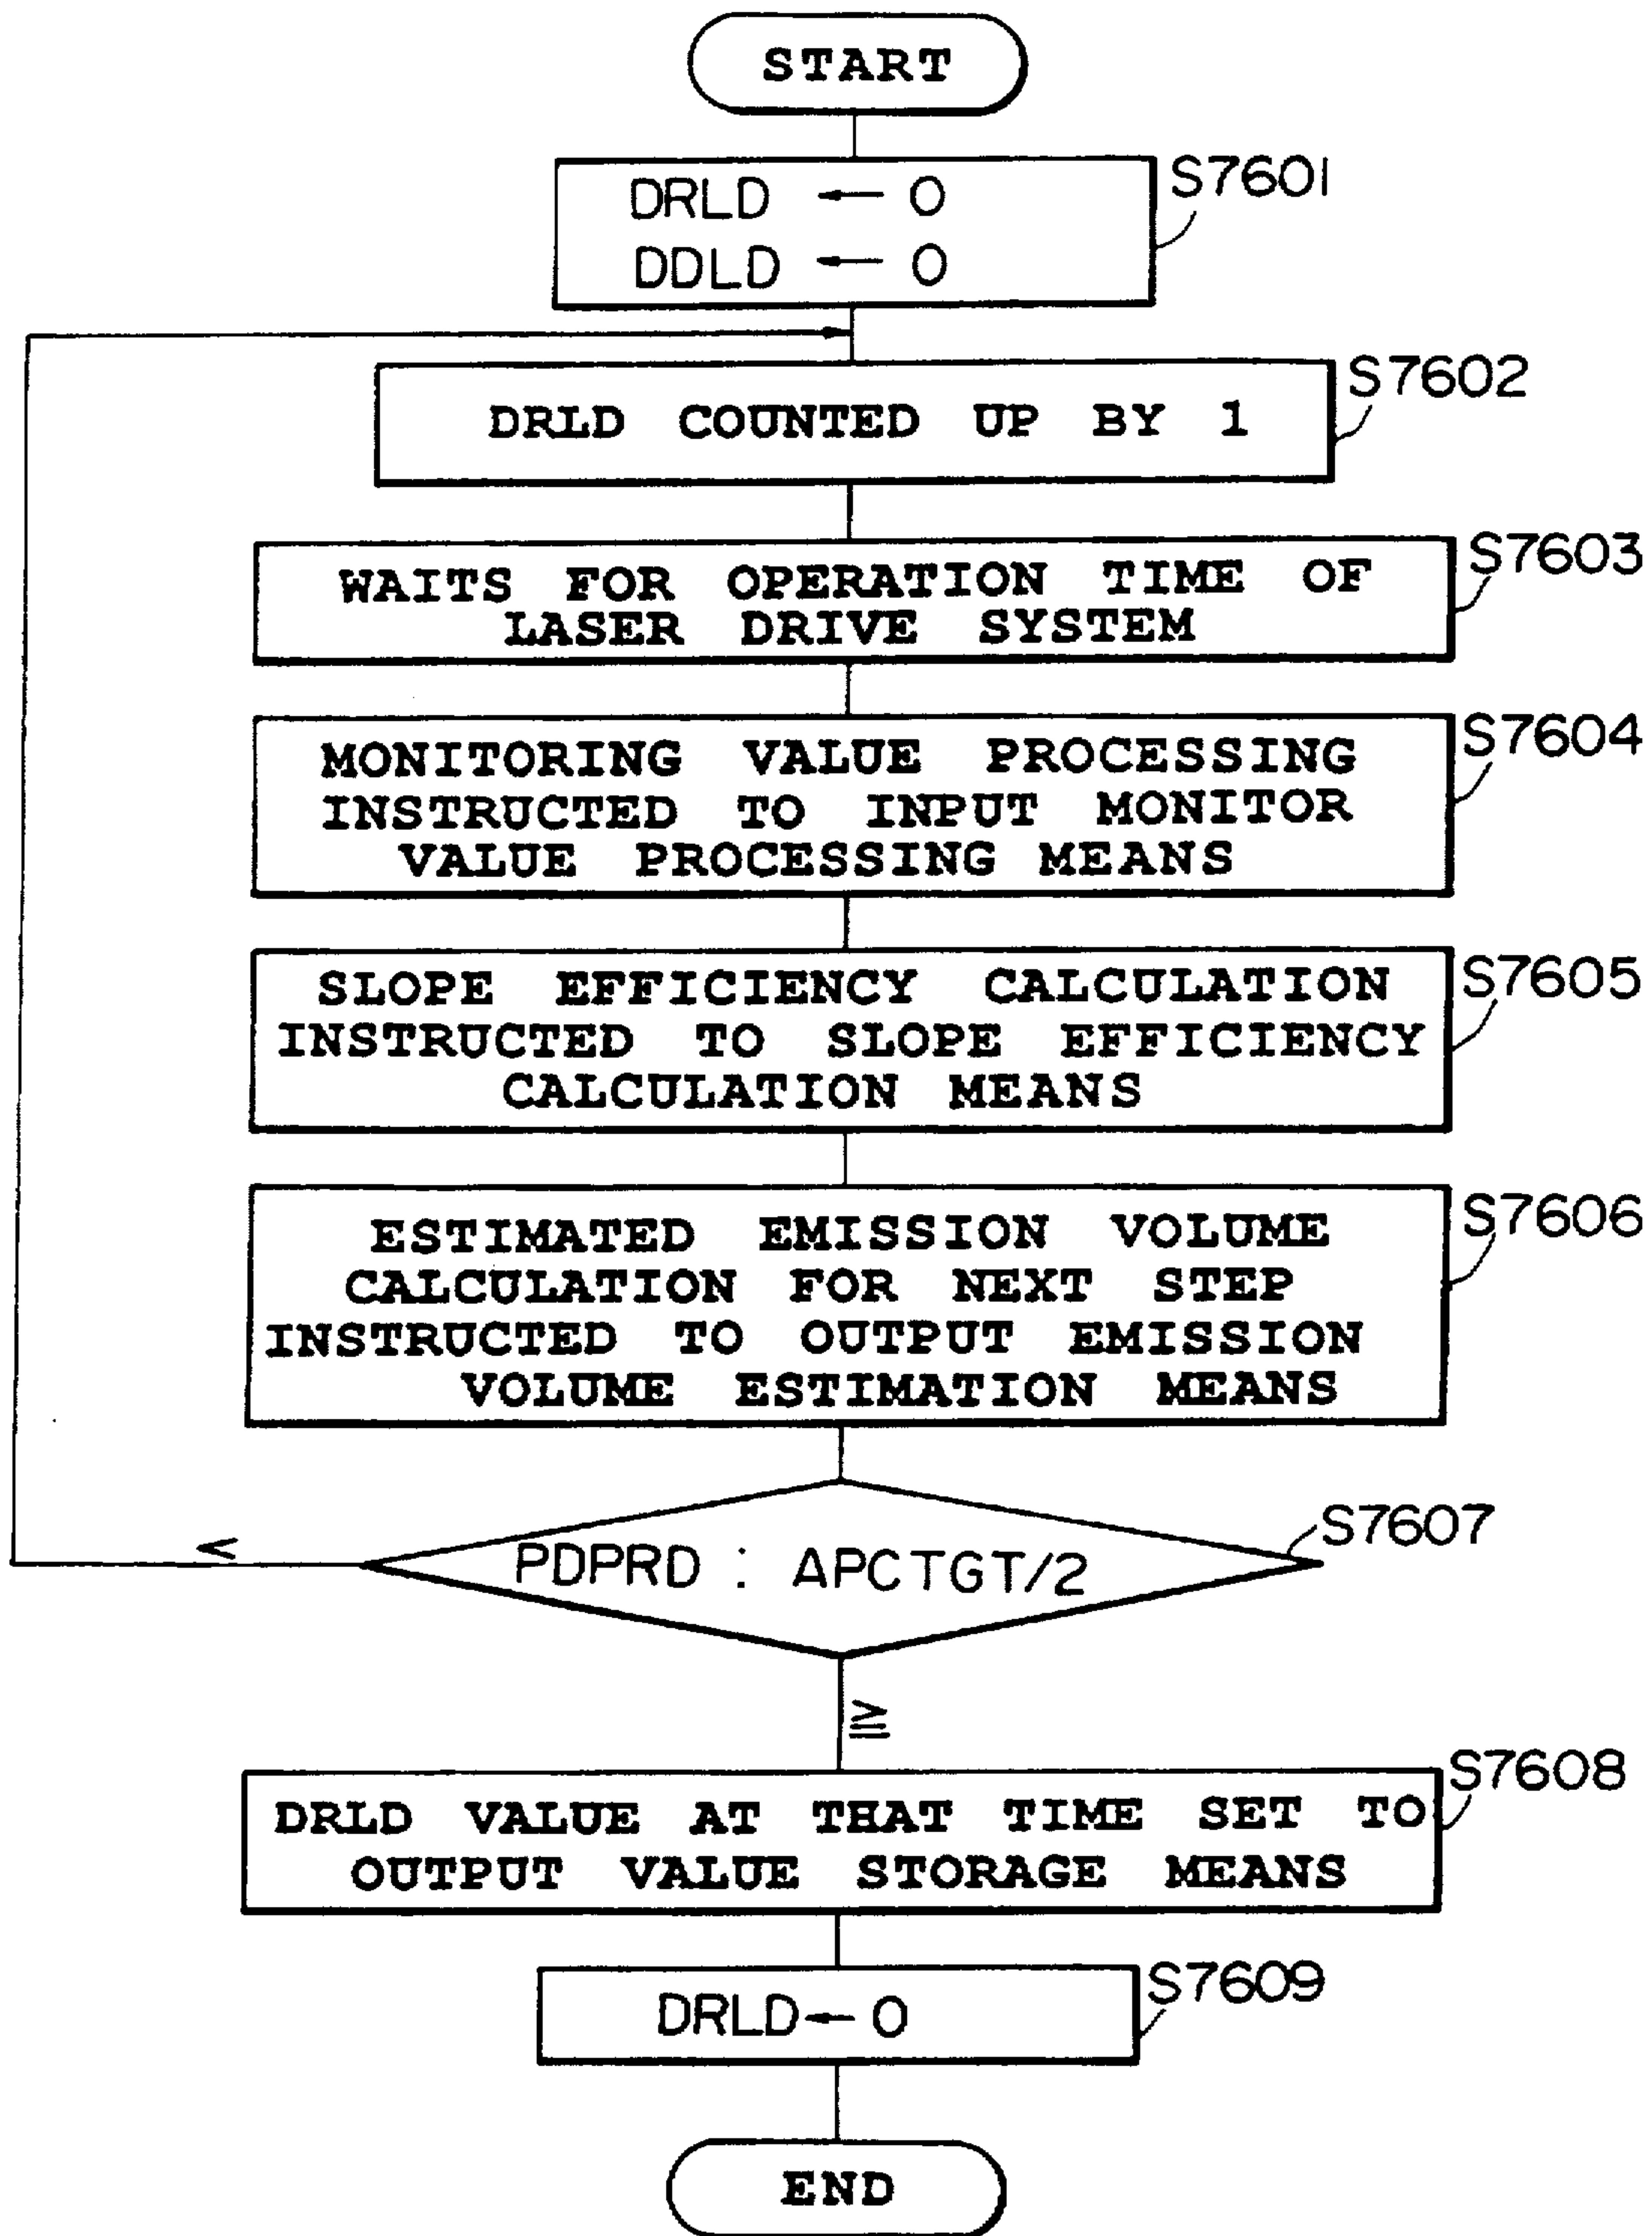 START
DRLD ← 0
DDLD ← 0
S7601
DRLD COUNTED UP BY 1
S7602
WAITS FOR OPERATION TIME OF
LASER DRIVE SYSTEM
S7603
MONITORING VALUE PROCESSING
INSTRUCTED TO INPUT MONITOR
VALUE PROCESSING MEANS
S7604
SLOPE EFFICIENCY CALCULATION
INSTRUCTED TO SLOPE EFFICIENCY
CALCULATION MEANS
S7605
ESTIMATED EMISSION VOLUME
CALCULATION FOR NEXT STEP
INSTRUCTED TO OUTPUT EMISSION
VOLUME ESTIMATION MEANS
S7606
<
PDPRD : APCTGT/2
S7607
≧
DRLD VALUE AT THAT TIME SET TO
OUTPUT VALUE STORAGE MEANS
S7608
DRLD ← 0
S7609
END